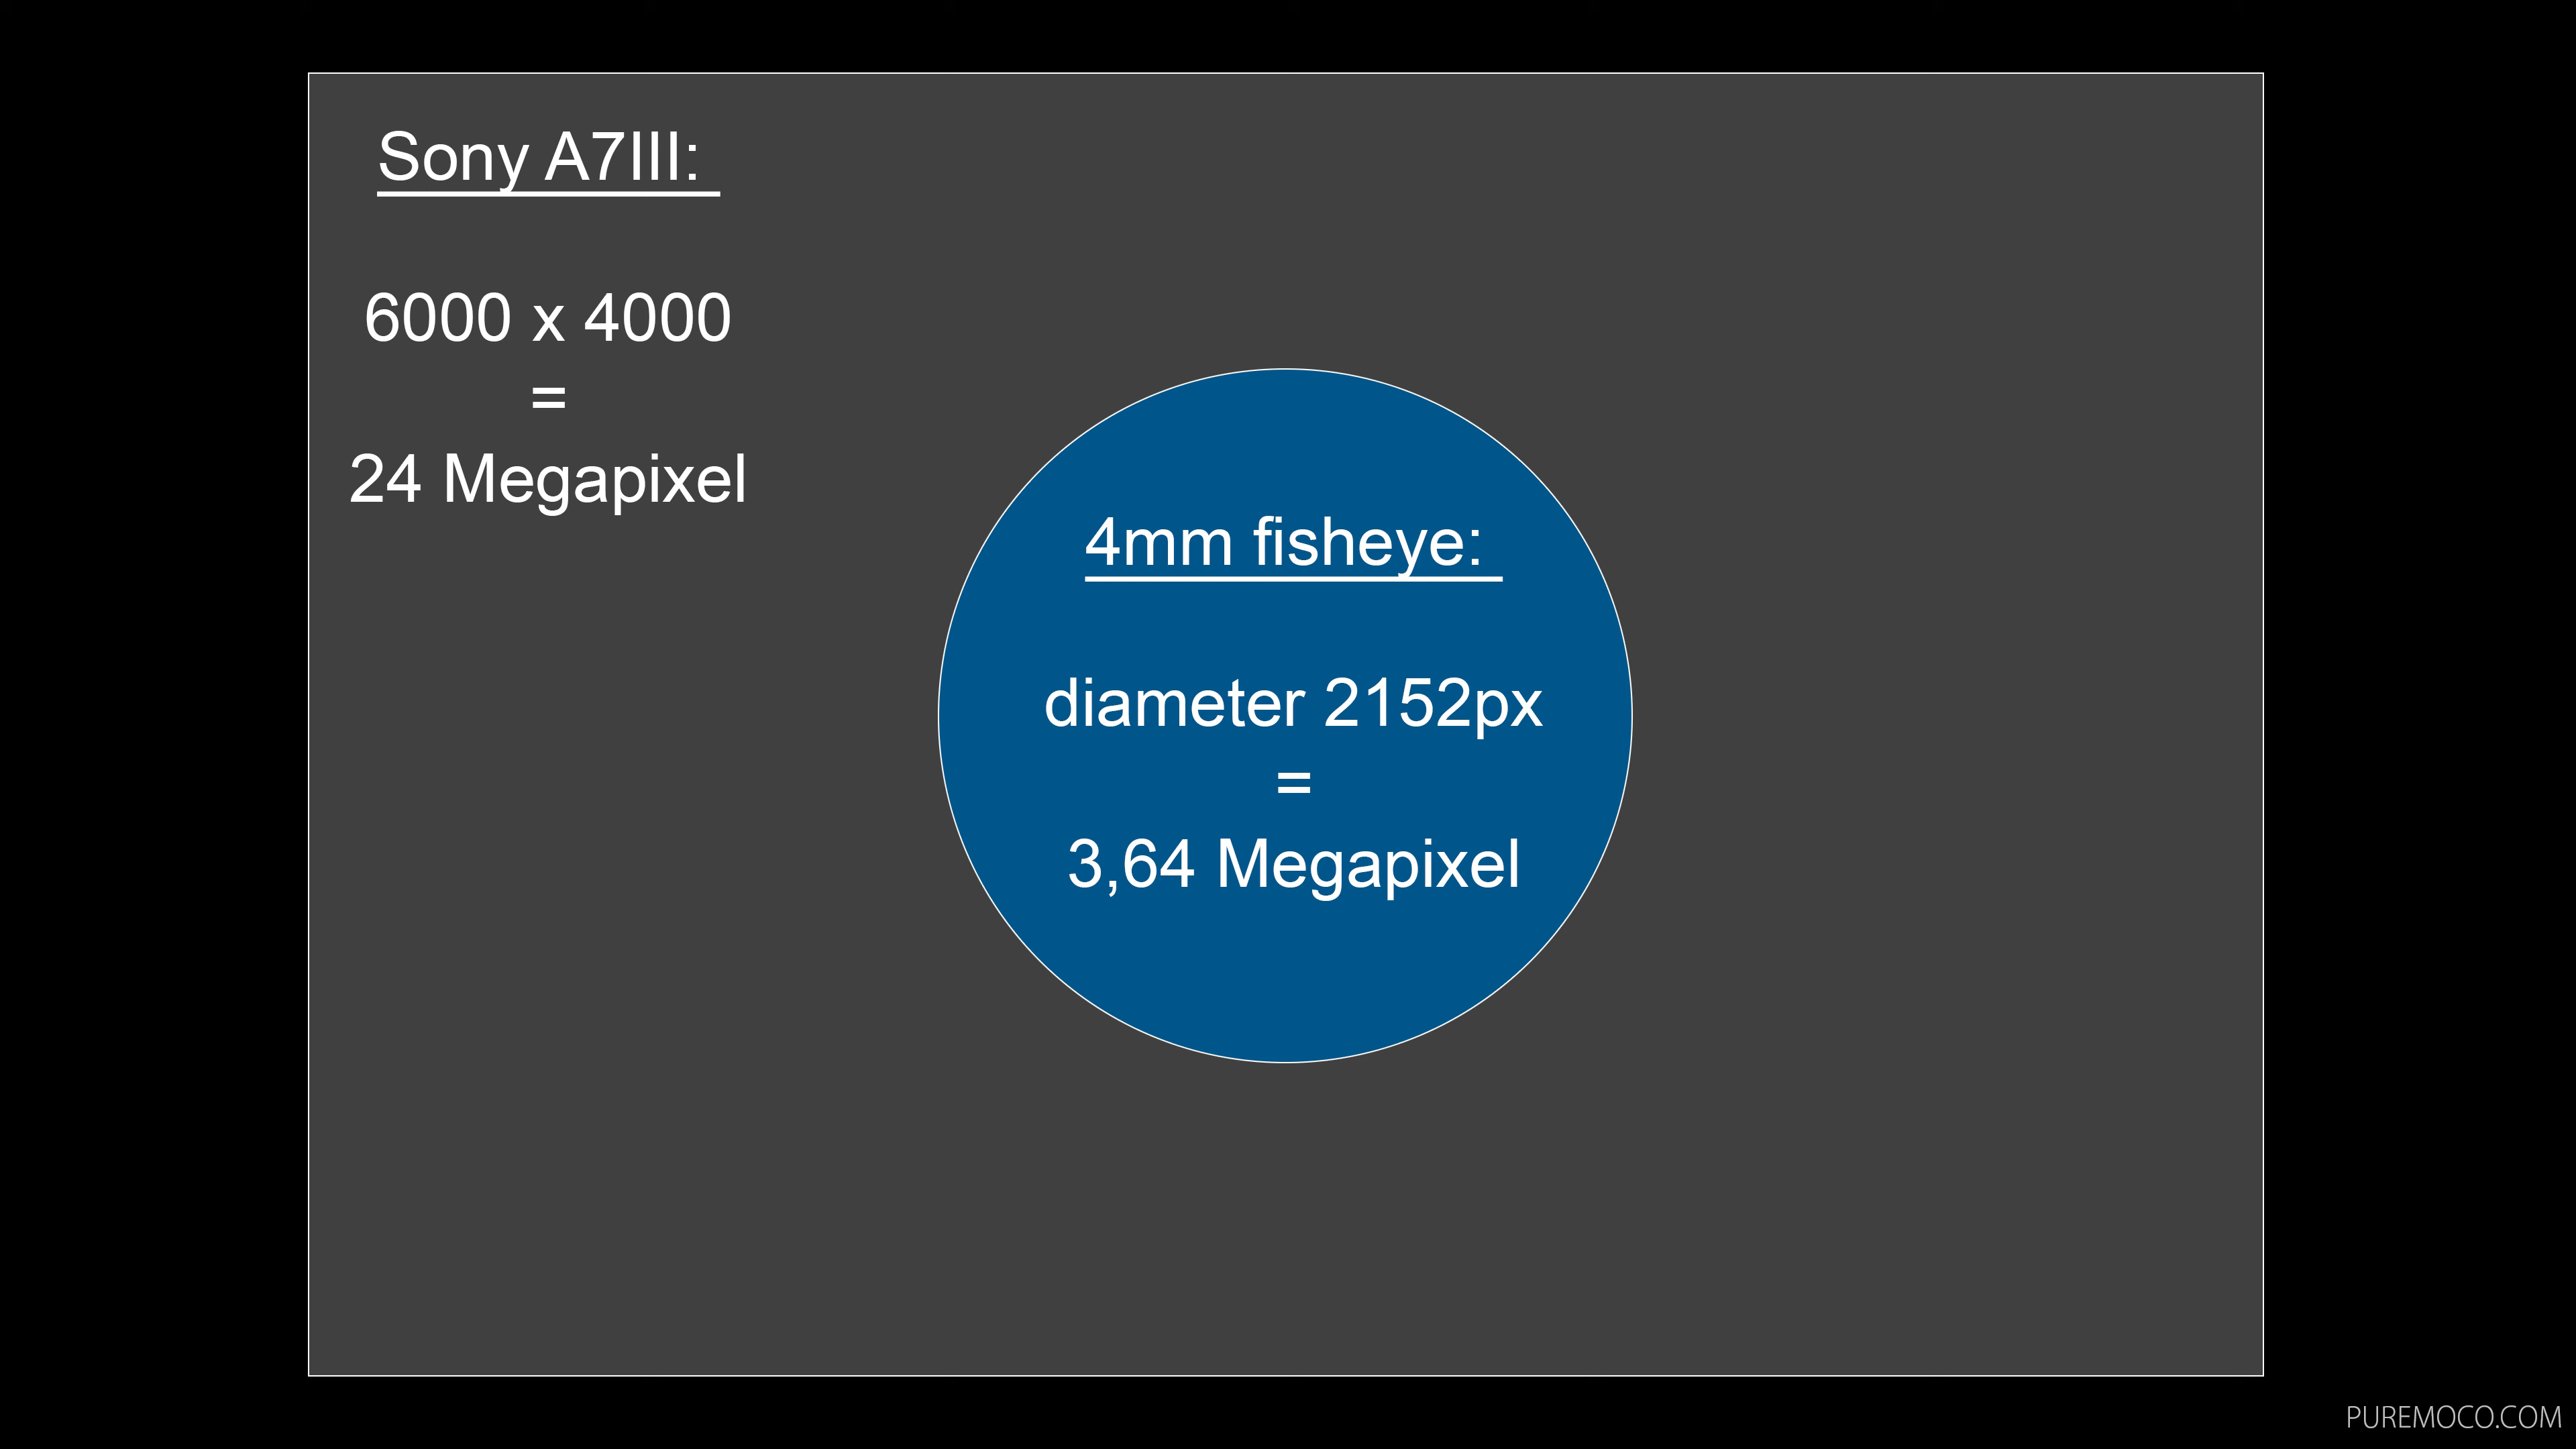 Sony A7III:
6000 x 4000
=
24 Megapixel
4mm fisheye:
diameter 2152px
=
3,64 Megapixel
PUREMOCO.COM